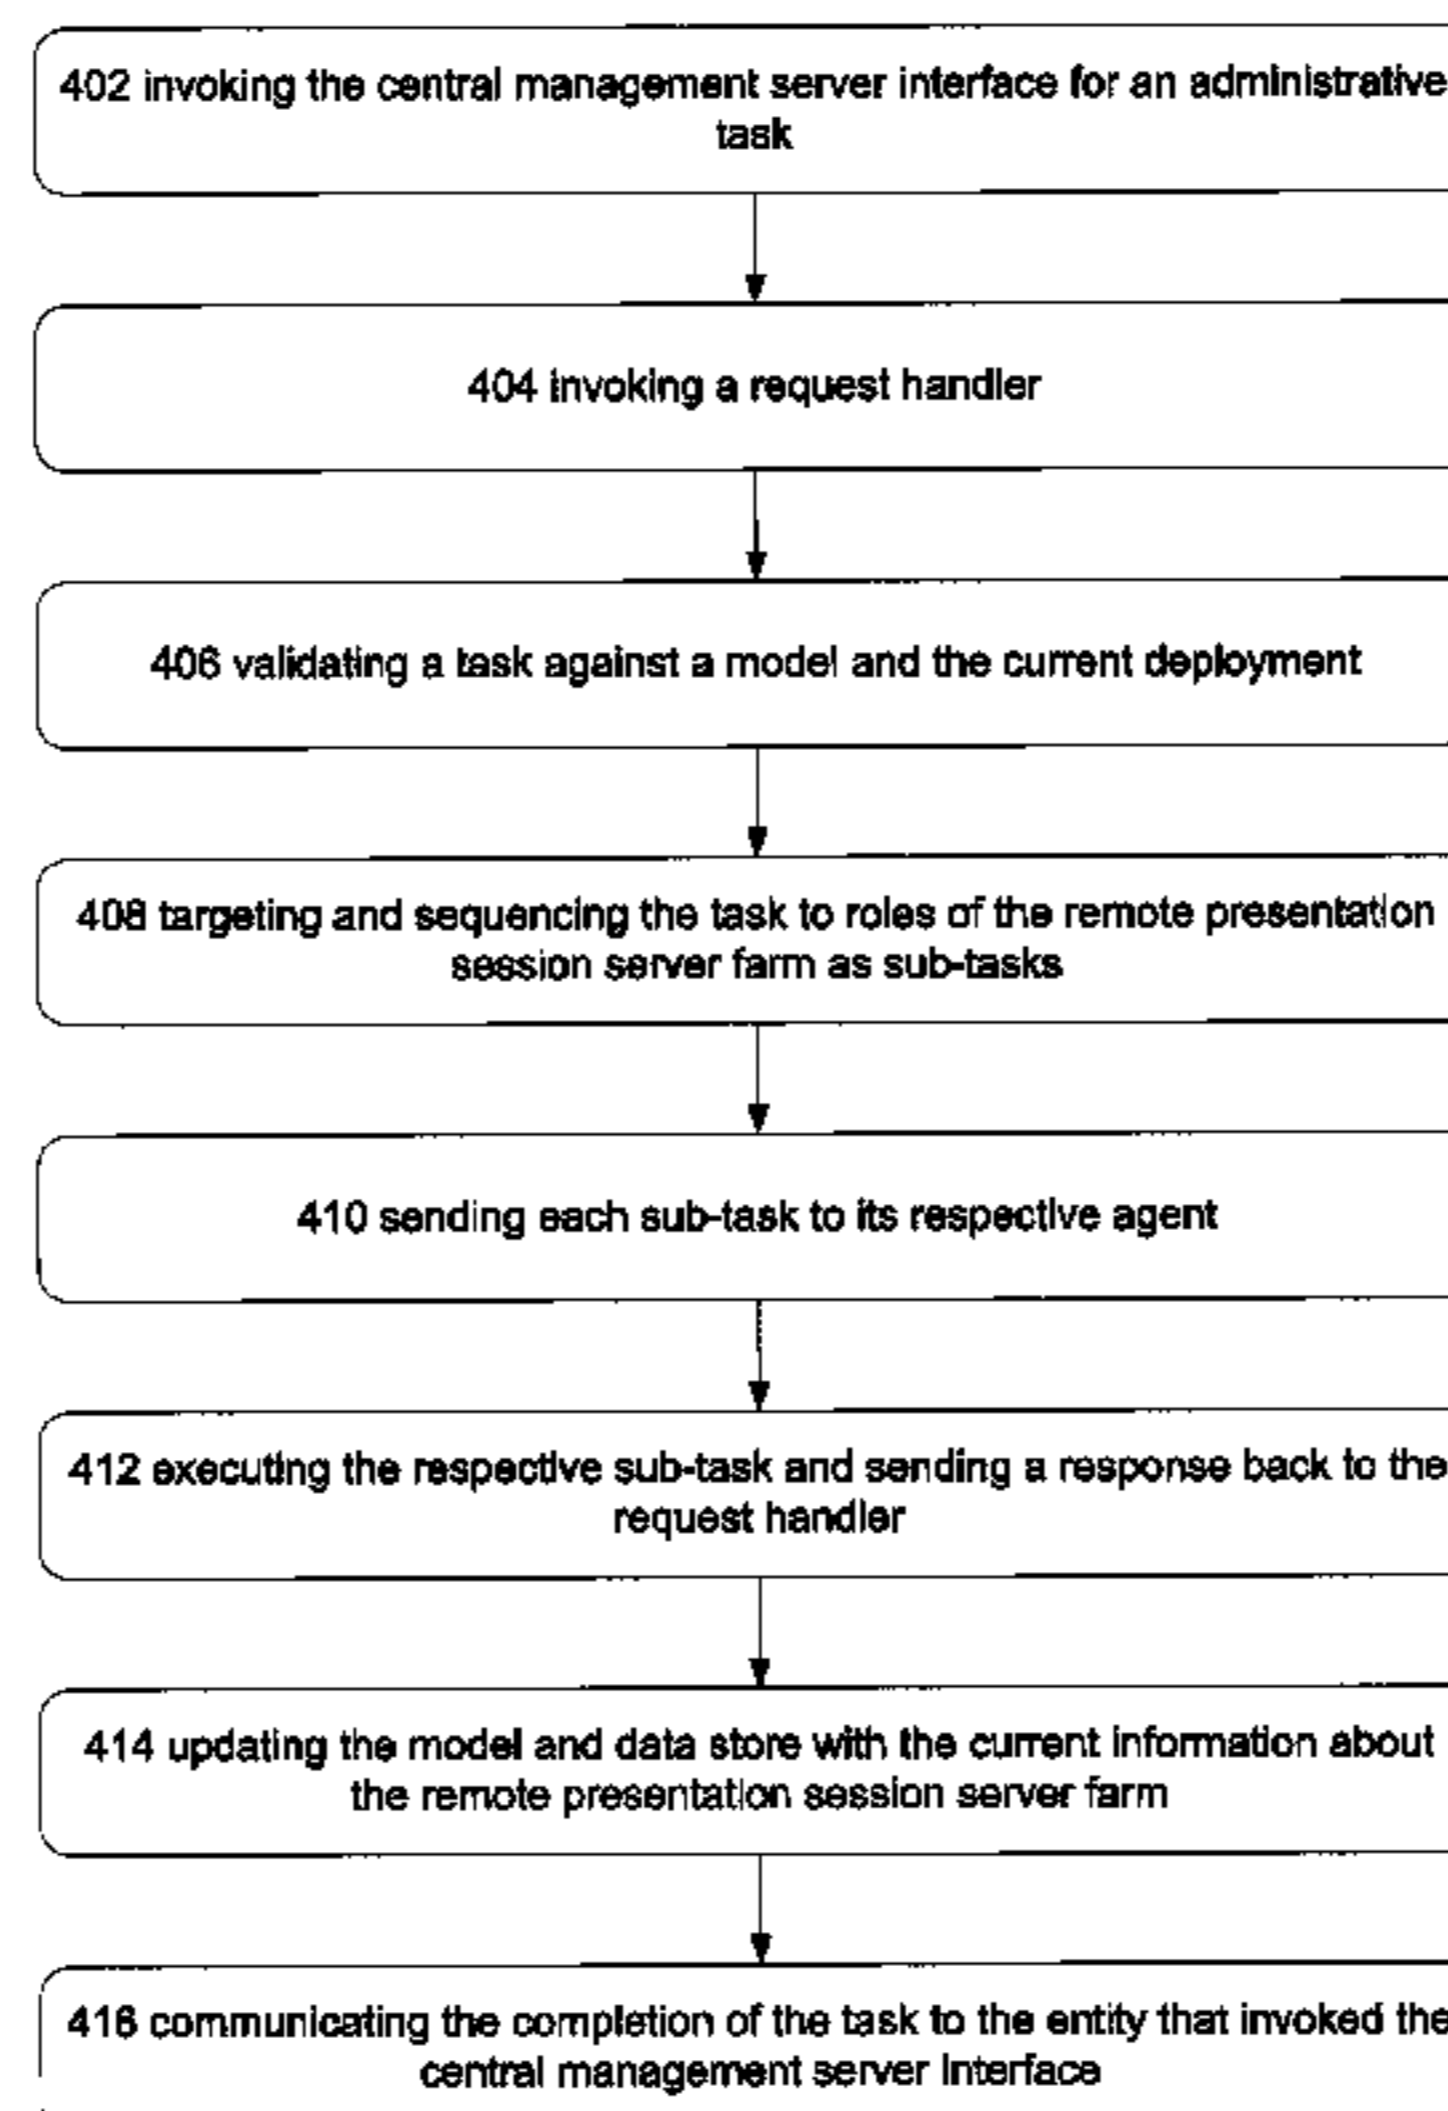 402 invoking the central management server interface for an administrative
task
404 invoking a request handler
406 validating a task against a model and the current deployment
408 targeting and sequencing the task to roles of the remote presentation
session server farm as sub-tasks
410 sending each sub-task to its respective agent
412 executing the respective sub-task and sending a response back to the
request handler
414 updating the model and data store with the current information about
the remote presentation session server farm
416 communicating the completion of the task to the entity that invoked the
central management server interface